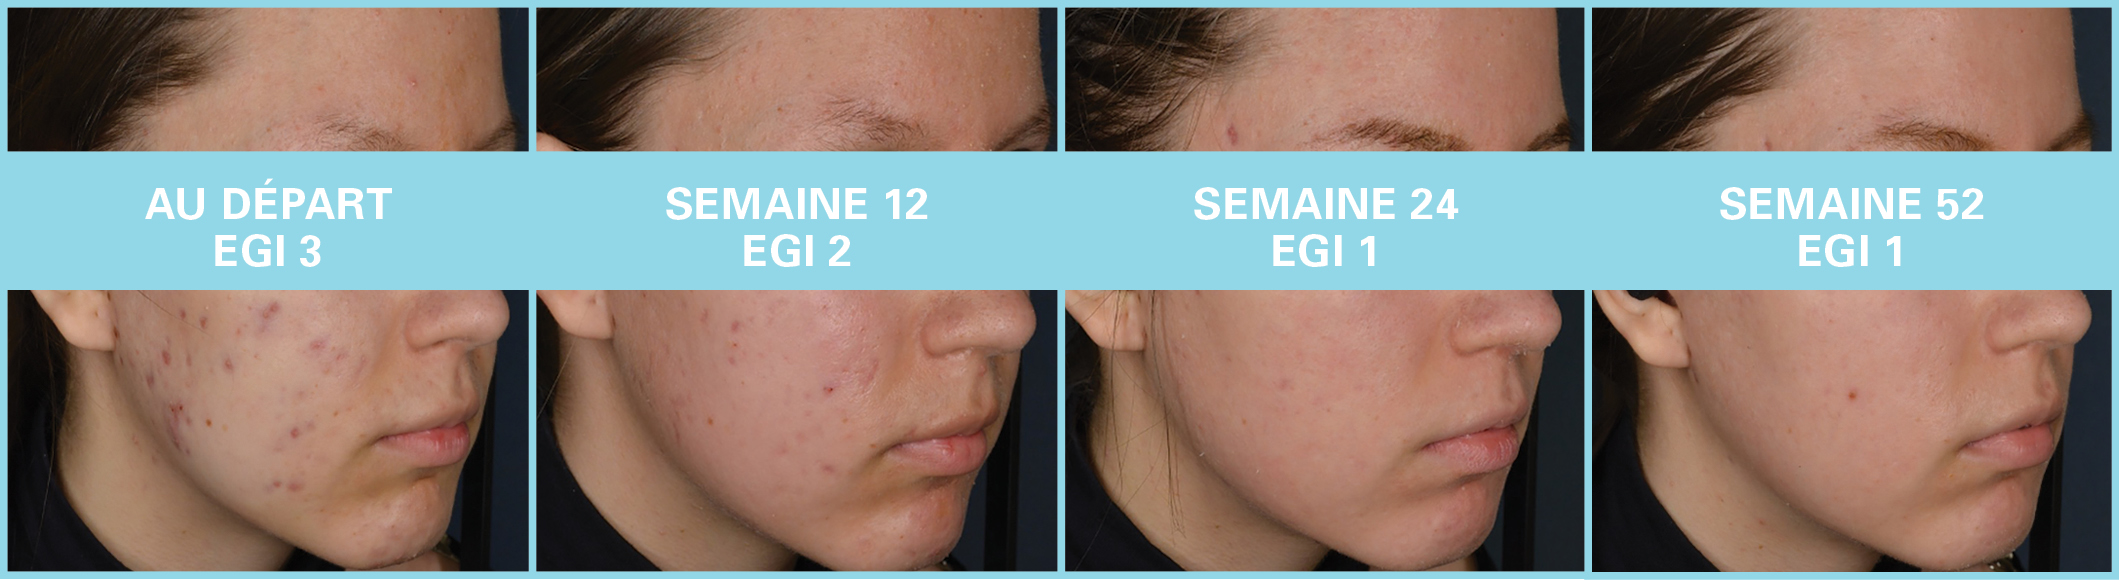 AU DÉPART
EGI 3
SEMAINE 12
EGI 2
SEMAINE 24
EGI 1
SEMAINE 52
EGI 1